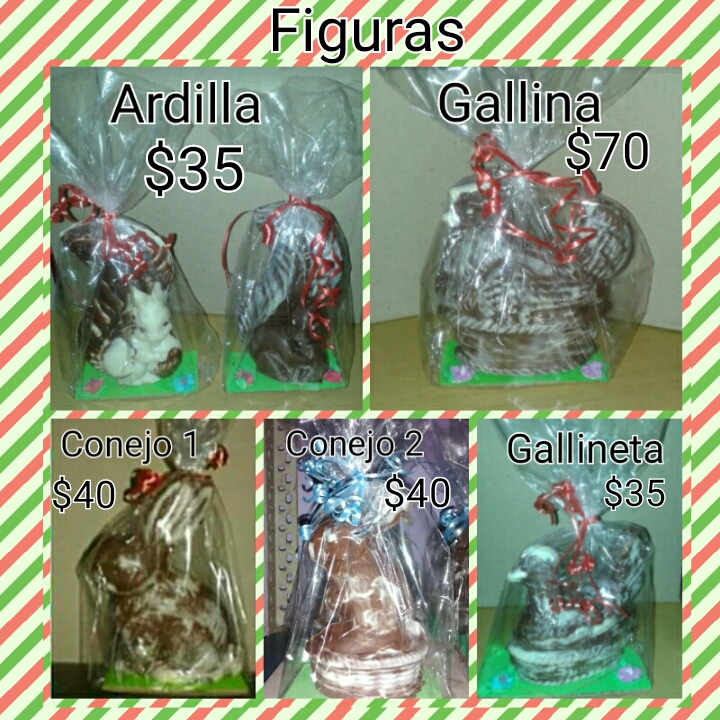 Figuras
Ardilla
$35
Gallina
$70
Conejo 1
$40
Conejo 2
$40
Gallineta
$35